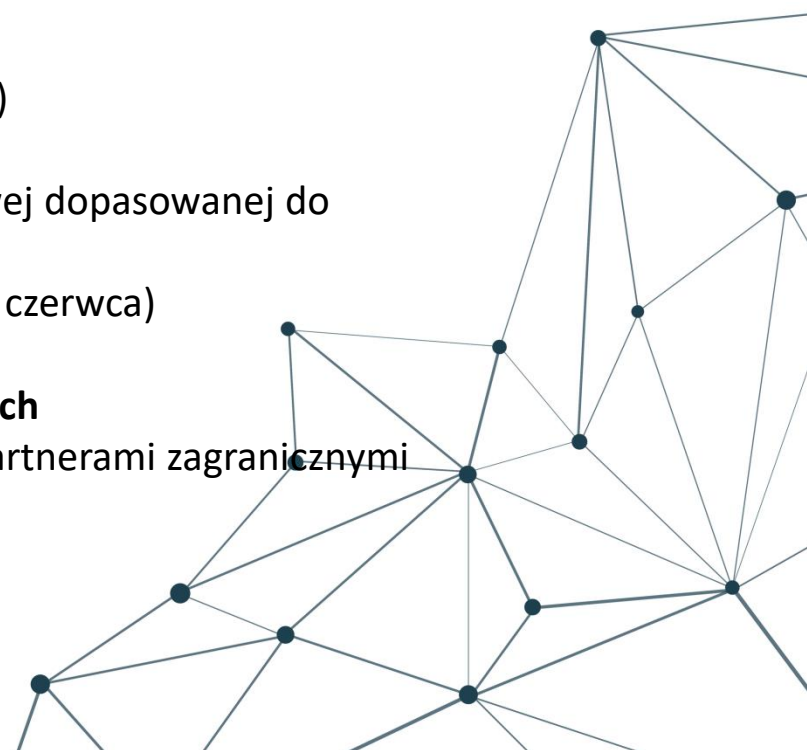 )
ej dopasowanej do
czerwca)
ch
artnerami zagranicznymi